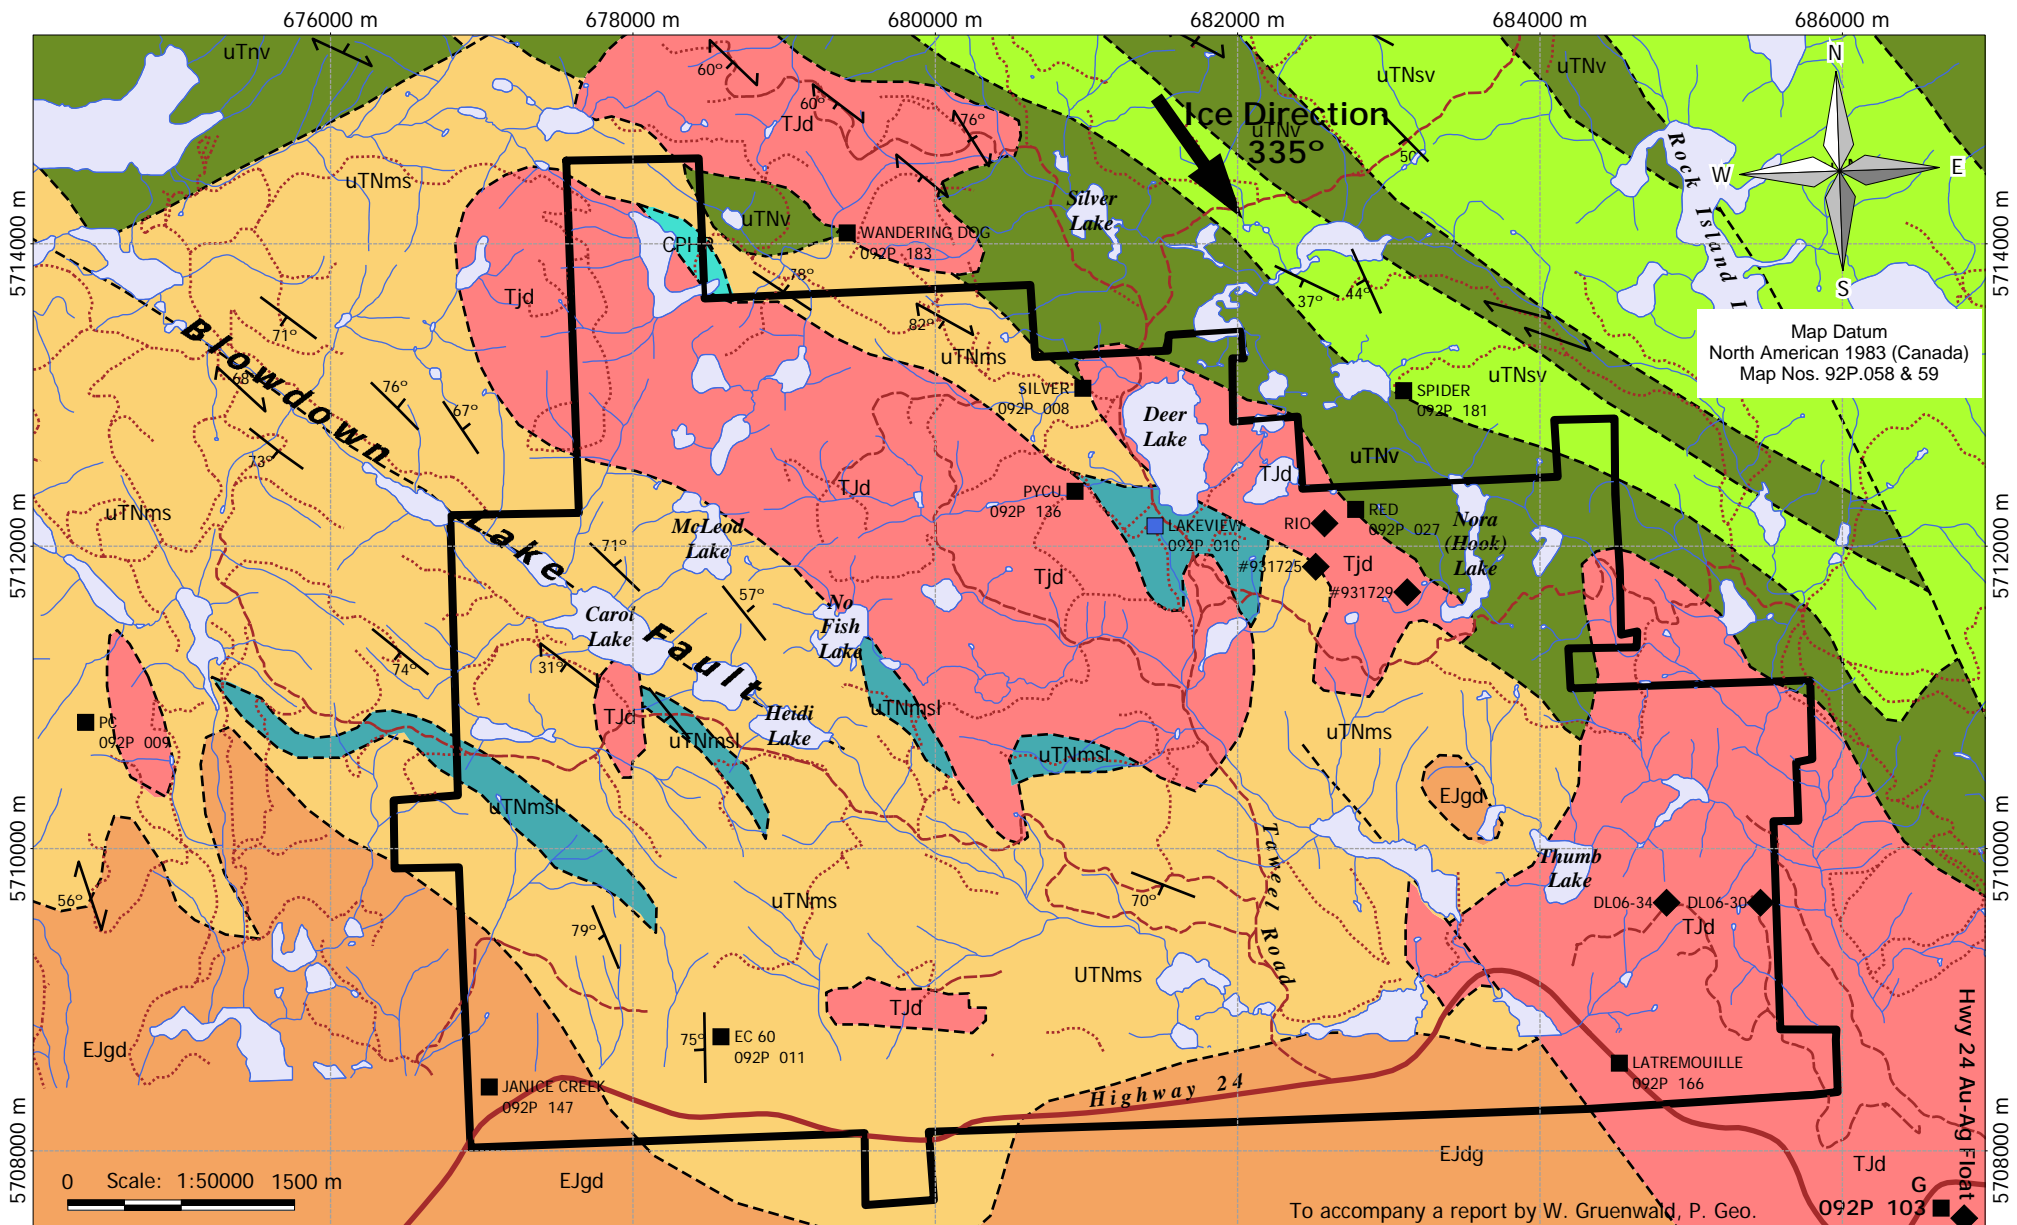 676000 m
678000 m
680000 m
682000 m
684000 m
686000 m
uTnv
60°
60°
TJd
76°
uTNsv
uTNv
N
Ice Direction
335°
uTNv
50°
Rock Island L
W
E
S
uTNms
Silver
Lake
uTNv
WANDERING DOG
092P 183
5714000 m
5714000 m
Tjd
78°
37°
44°
82°
uTNms
71°
Map Datum
North American 1983 (Canada)
Map Nos. 92P.058 & 59
Blowdown
68°
76°
67°
73°
SILVER
092P 008
Deer
Lake
SPIDER
092P 181
uTNsv
uTNv
TJd
TJd
uTNms
PYCU
092P 136
LAKEVIEW
092P 010
RIO
RED
092P 027
Nora
(Hook)
Lake
McLeod
Lake
Lake
71°
5712000 m
5712000 m
#931725
Tjd
#931729
Tjd
57°
No
Fish
Lake
Carol
Lake
Fault
74°
31°
PC
092P 009
TJd
uTNmsl
Heidi
Lake
uTNmsl
uTNmsl
uTNms
uTNmsl
EJgd
5710000 m
5710000 m
Taweel Road
Thumb
Lake
56°
79°
uTNms
70°
DL06-34
DL06-30
TJd
UTNms
TJd
EJgd
75°
EC 60
092P 011
JANICE CREEK
092P 147
Highway 24
LATREMOUILLE
092P 166
Hwy 24 Au-Ag Float
5708000 m
5708000 m
EJgd
EJdg
TJd
0 Scale: 1:50000 1500 m
G
092P 103
To accompany a report by W. Gruenwald, P. Geo.